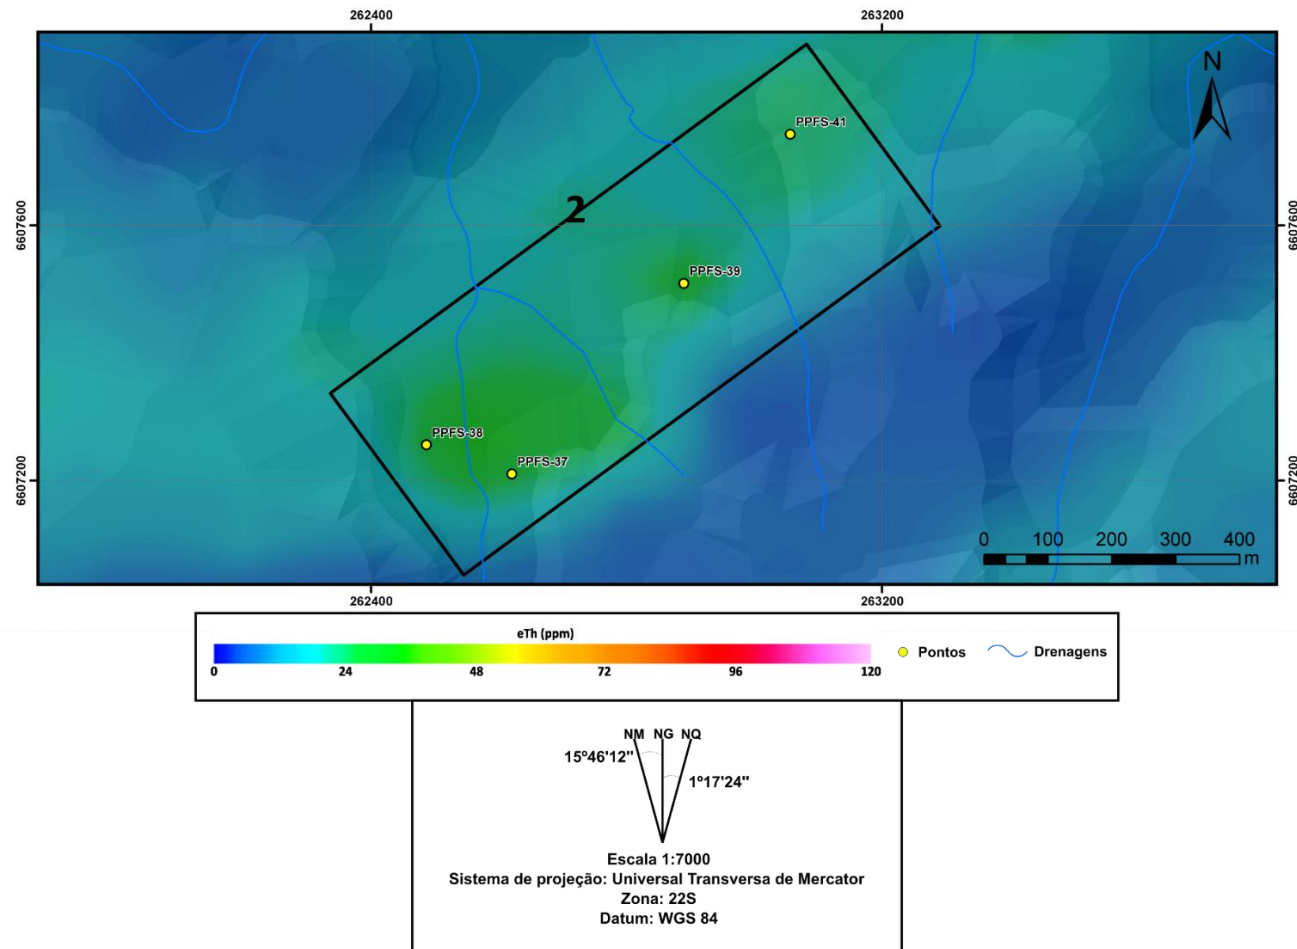 262400 263200
N
PPFS-41
2
6607600 6607600
PPFS-39
PPFS-38
PPFS-37
6607200 6607200
0 100 200 300 400
m
262400 263200
eTh (ppm)
0 24 48 72 96 120
Pontos Drenagens
NM NG NQ
15º46'12" 1º17'24"
Escala 1:7000
Sistema de projeção: Universal Transversa de Mercator
Zona: 22S
Datum: WGS 84